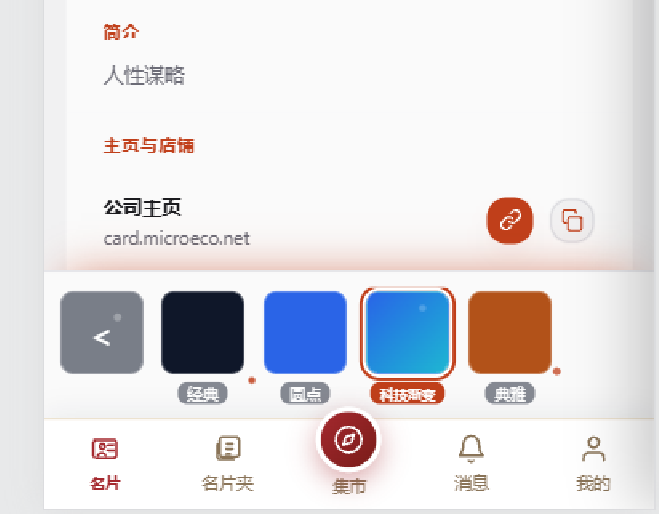 简介
人性谋略
主页与店铺
公司主页
card.microeco.net
<
经典
圆点
科技渐变
典雅
名片
名片夹
集市
消息
我的